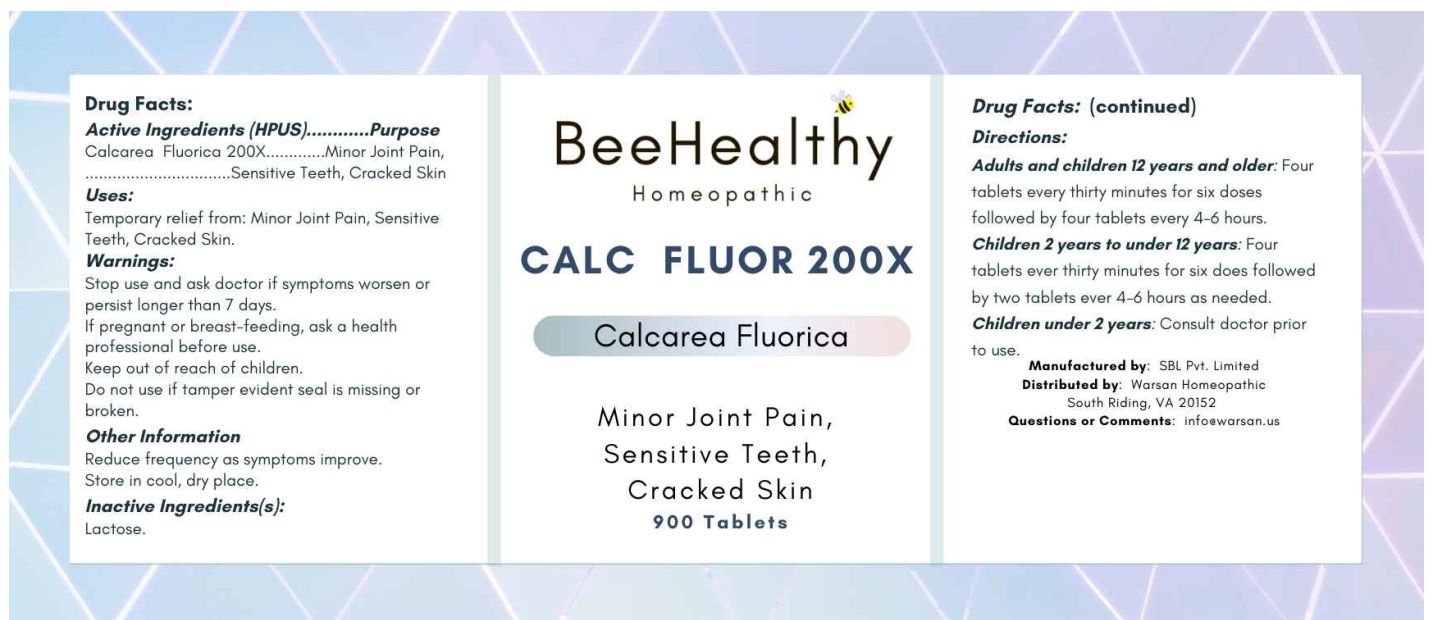 Drug Facts:
Active Ingredients (HPUS)............Purpose
Calcarea Fluorica 200X.............Minor Joint Pain,
................................Sensitive Teeth, Cracked Skin
Uses:
Temporary relief from: Minor Joint Pain, Sensitive
Teeth, Cracked Skin.
Warnings:
Stop use and ask doctor if symptoms worsen or
persist longer than 7 days.
If pregnant or breast-feeding, ask a health
professional before use.
Keep out of reach of children.
Do not use if tamper evident seal is missing or
broken.
Other Information
Reduce frequency as symptoms improve.
Store in cool, dry place.
Inactive Ingredients(s):
Lactose.
BeeHealthy
Homeopathic
CALC FLUOR 200X
Calcarea Fluorica
Minor Joint Pain,
Sensitive Teeth,
Cracked Skin
900 Tablets
Drug Facts: (continued)
Directions:
Adults and children 12 years and older: Four
tablets every thirty minutes for six doses
followed by four tablets every 4-6 hours.
Children 2 years to under 12 years: Four
tablets ever thirty minutes for six does followed
by two tablets ever 4-6 hours as needed.
Children under 2 years: Consult doctor prior
to use.
Manufactured by: SBL Pvt. Limited
Distributed by: Warsan Homeopathic
South Riding, VA 20152
Questions or Comments: info@warsan.us